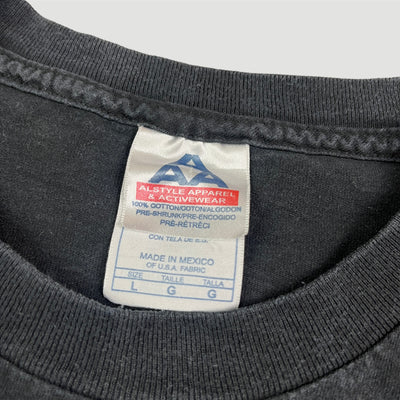 AAA
ALSTYLE APPAREL
& ACTIVEWEAR
100% COTTON/COTON/ALGODON
PRE-SHRUNK/PRE-ENCOGIDO
PRÉ-RÉTRÉCI
CON TELA DE E.U.
MADE IN MEXICO
OF U.S.A. FABRIC
SIZE TAILLE TALLA
L G G